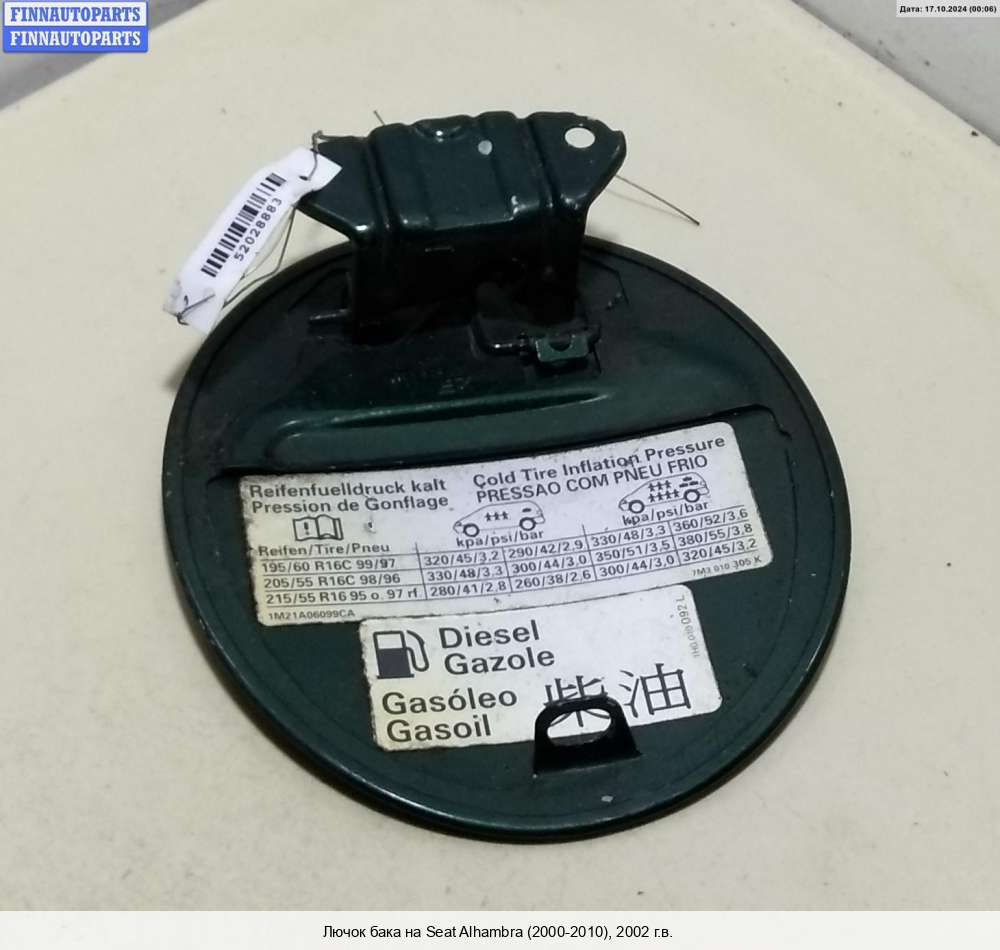 FINNAUTOPARTS
FINNAUTOPARTS
Дата: 17.10.2024 (00:06)
52028883
Reifenfuelldruck kalt
Pression de Gonflage
Cold Tire Inflation Pressure
PRESSAO COM PNEU FRIO
Reifen/Tire/Pneu
kpa/psi/bar
kpa/psi/bar
195/60 R16C 99/97 320/45/3,2 290/42/2,9 330/48/3,3 360/52/3,6
205/55 R16C 98/96 330/48/3,3 300/44/3,0 350/51/3,5 380/55/3,8
215/55 R16 95 o. 97 rf. 280/41/2,8 260/38/2,6 300/44/3,0 320/45/3,2
1M21A06099CA
7M3 010 305 K
Diesel
Gazole
Gasóleo
Gasoil
柴油
Лючок бака на Seat Alhambra (2000-2010), 2002 г.в.